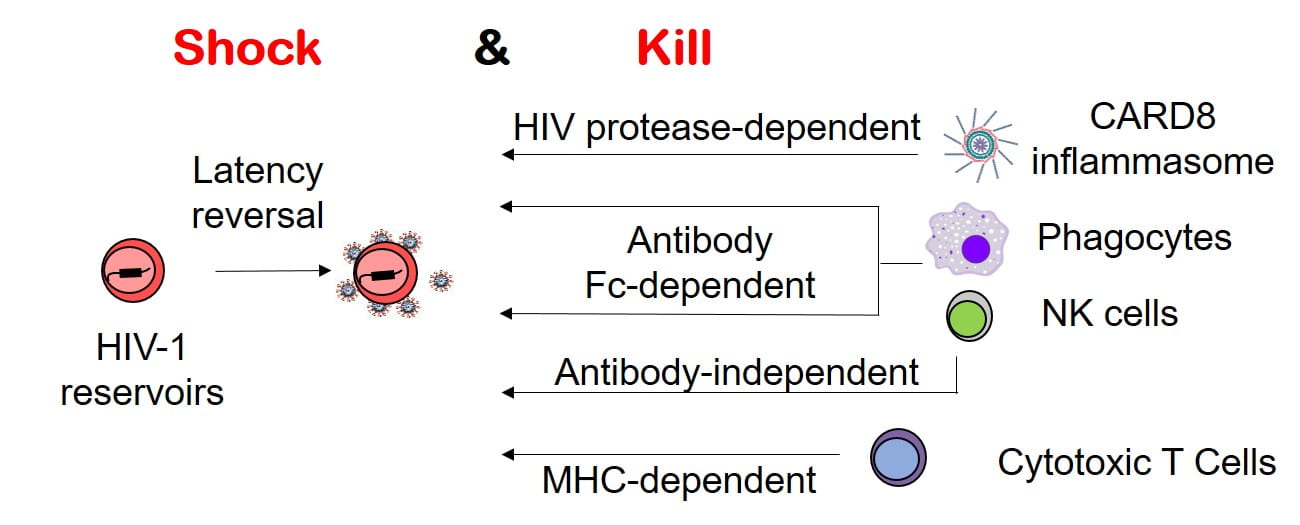 Shock & Kill
HIV protease-dependent
CARD8
inflammasome
Latency
reversal
Antibody
Fc-dependent
Phagocytes
NK cells
HIV-1
reservoirs
Antibody-independent
MHC-dependent
Cytotoxic T Cells